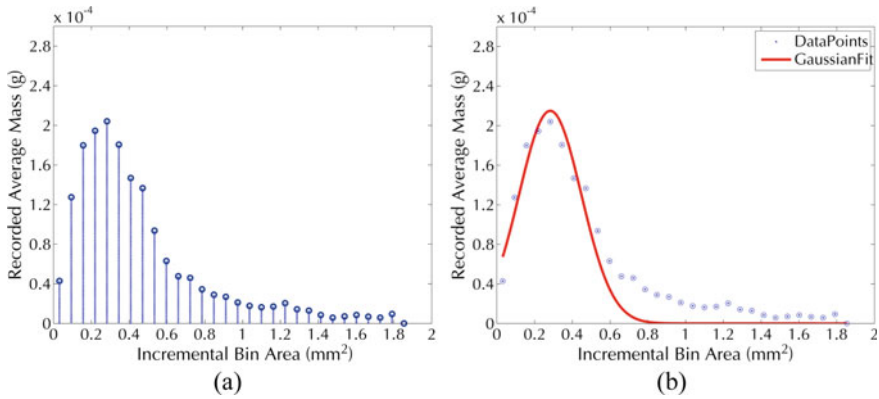 × 10⁻⁴
2.8
2.4
2
1.6
1.2
0.8
0.4
0
Recorded Average Mass (g)
0 0.2 0.4 0.6 0.8 1 1.2 1.4 1.6 1.8 2
Incremental Bin Area (mm²)
(a)
× 10⁻⁴
2.8
2.4
2
1.6
1.2
0.8
0.4
0
Recorded Average Mass (g)
DataPoints
GaussianFit
0 0.2 0.4 0.6 0.8 1 1.2 1.4 1.6 1.8 2
Incremental Bin Area (mm²)
(b)